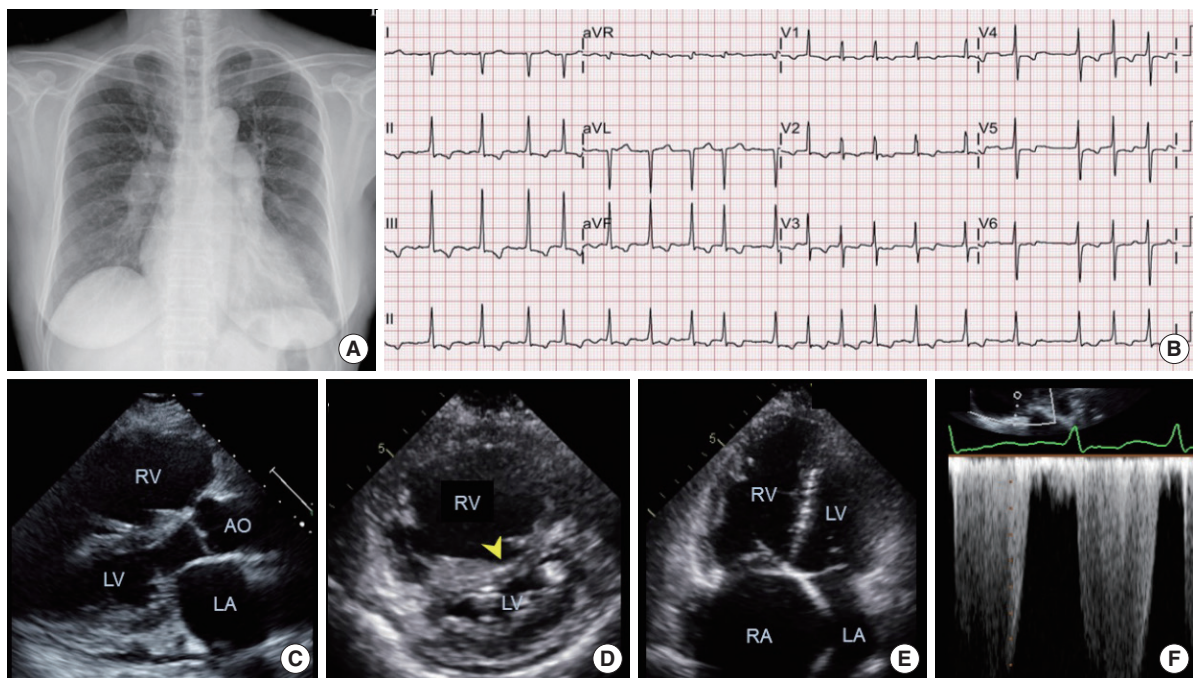 A
I aVR V1 V4
II aVL V2 V5
III aVF V3 V6
II
B
RV
AO
LV
LA
C
5
RV
LV
D
5
RV
LV
RA
LA
E
F